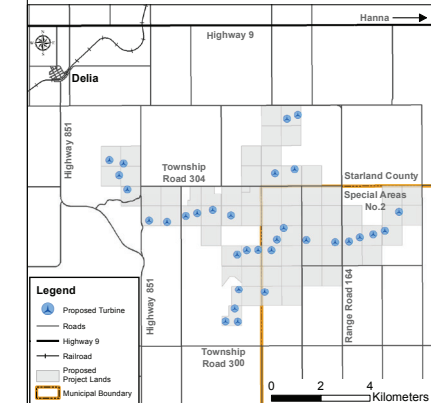 Hanna
Highway 9
Delia
Highway 851
Township
Road 304
Starland County
Special Areas
No.2
Legend
Proposed Turbine
Roads
Highway 9
Railroad
Proposed
Project Lands
Municipal Boundary
Highway 851
Range Road 164
Township
Road 300
0 2 4
Kilometers